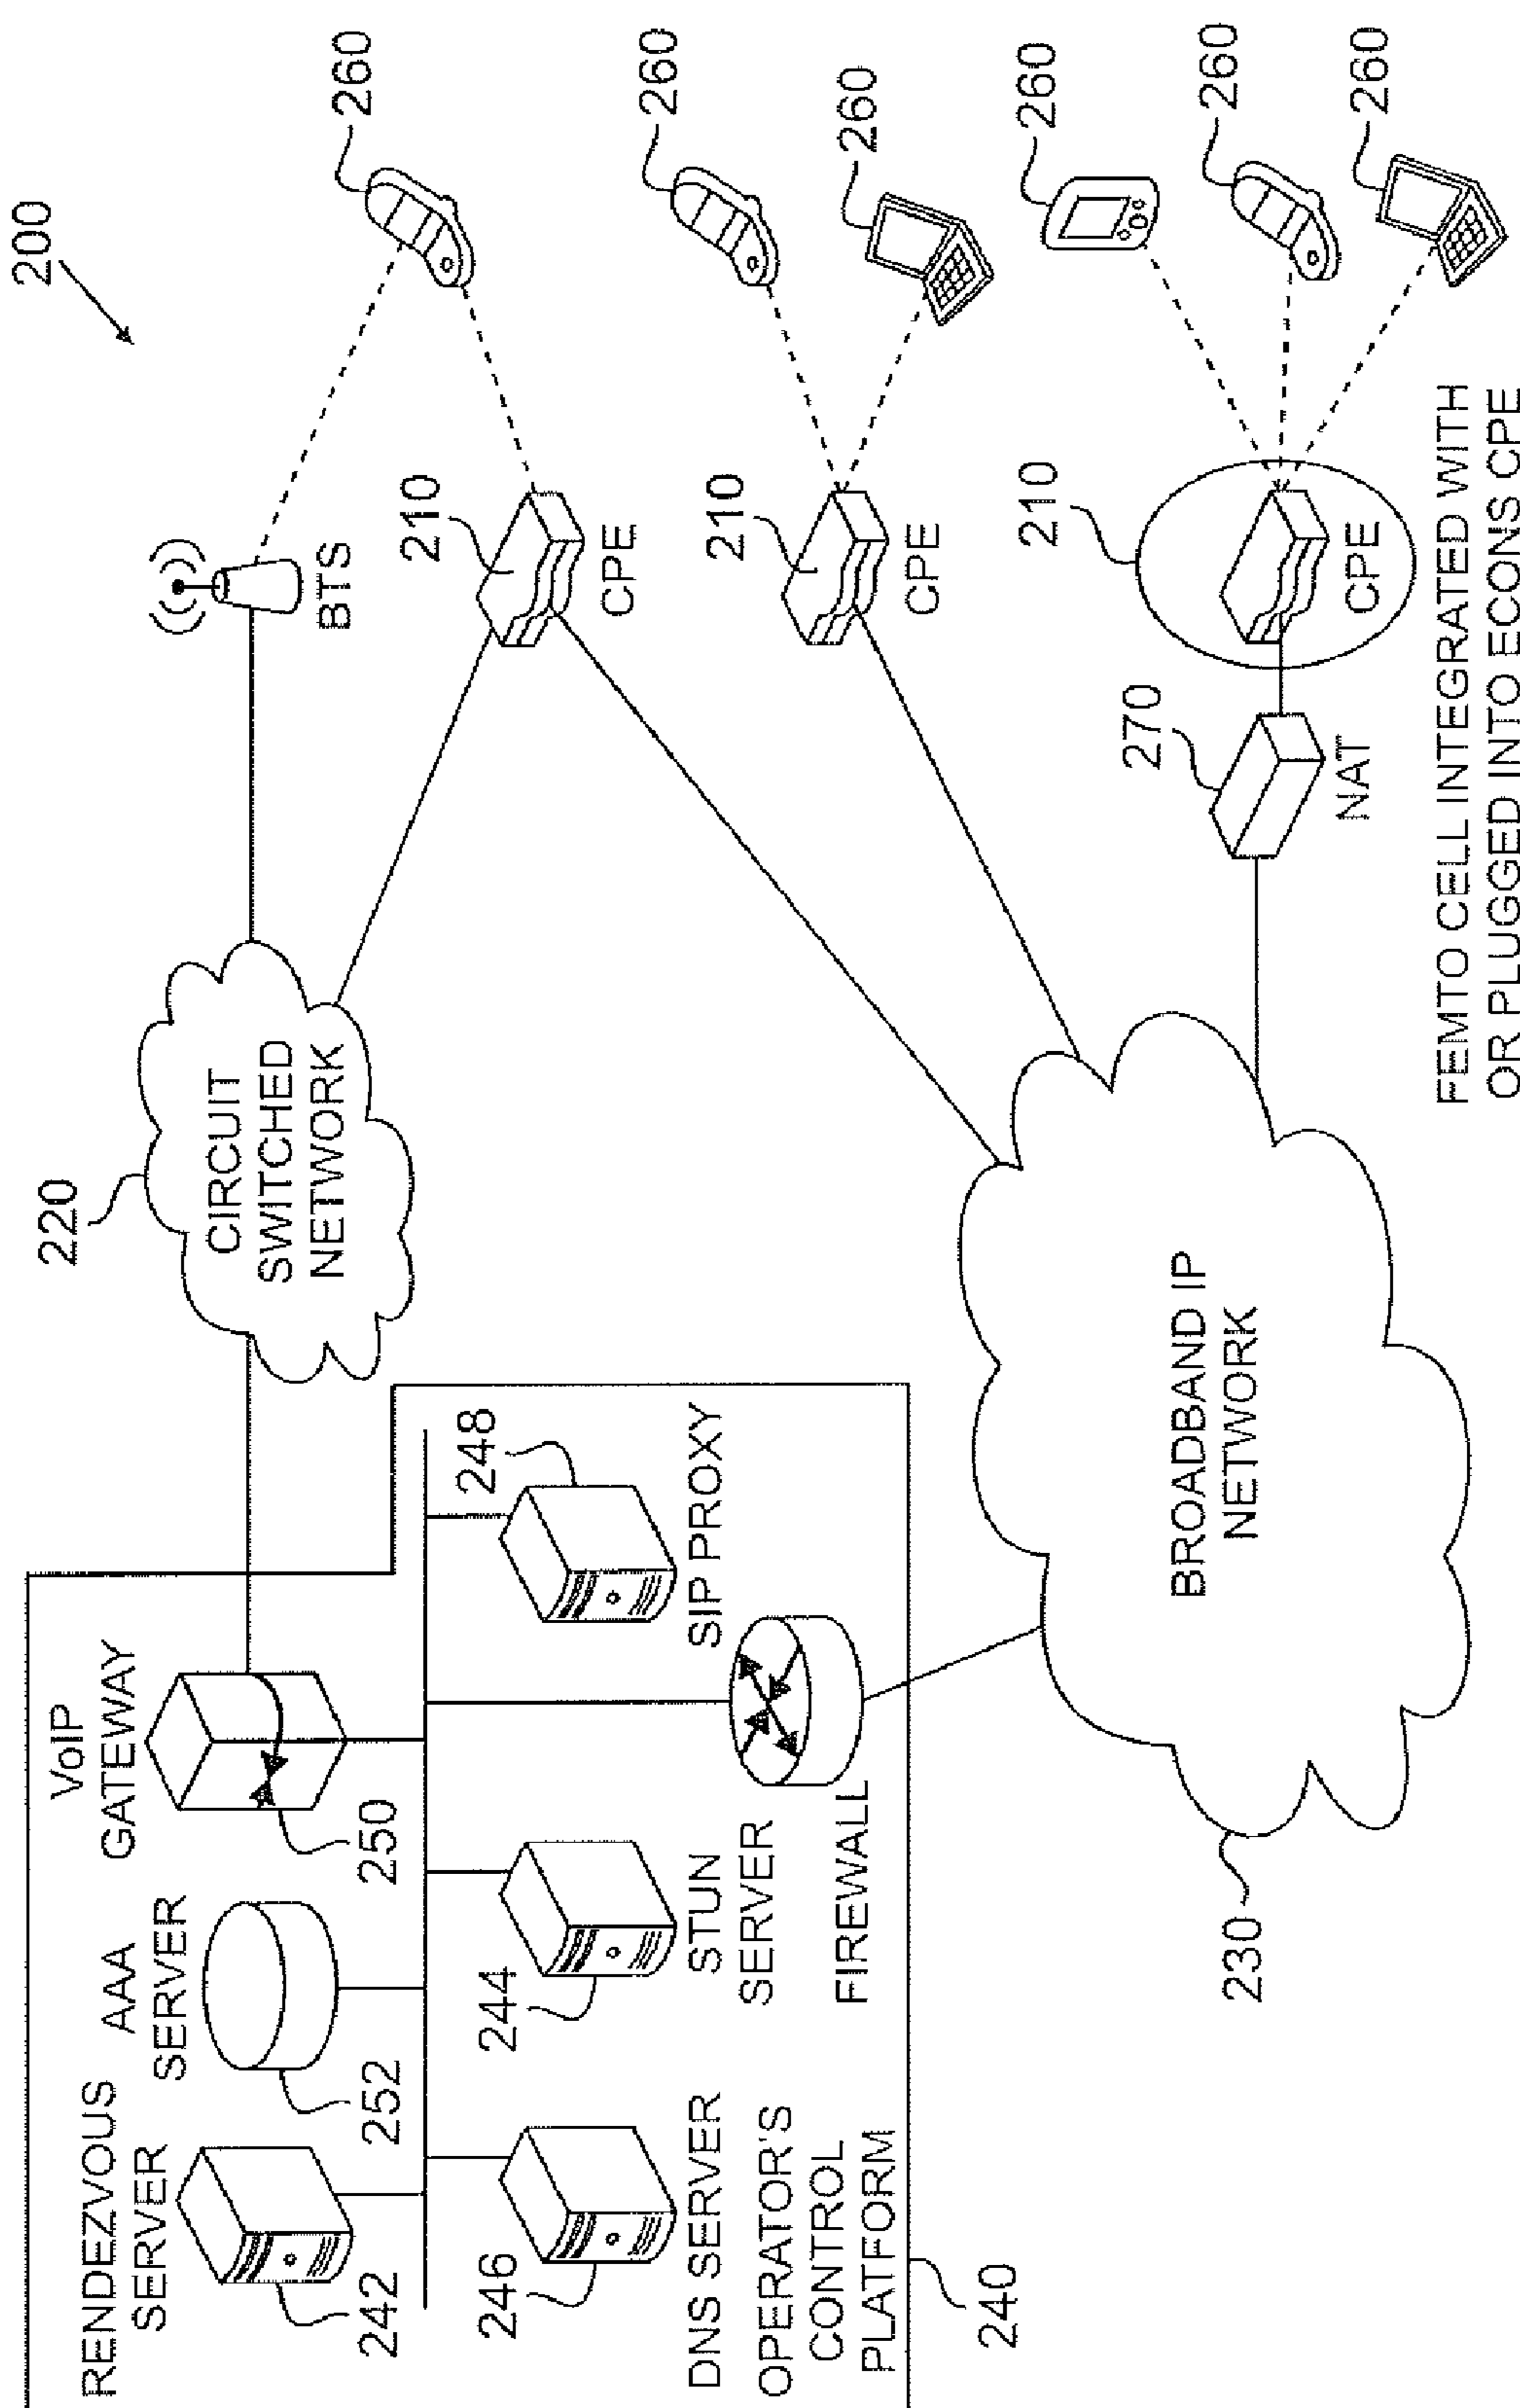 200
RENDEZVOUS
SERVER
242
AAA
SERVER
252
VoIP
GATEWAY
250
220
CIRCUIT
SWITCHED
NETWORK
BTS
260
246
DNS SERVER
244
STUN
SERVER
248
SIP PROXY
210
CPE
OPERATOR'S
CONTROL
PLATFORM
FIREWALL
240
210
CPE
260
260
230
BROADBAND IP
NETWORK
270
NAT
210
CPE
260
260
260
FEMTO CELL INTEGRATED WITH
OR PLUGGED INTO ECONS CPE